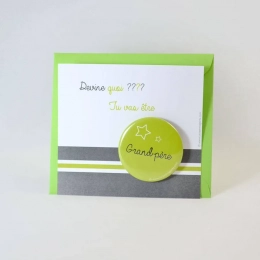 Devine quoi ????
Tu vas être
Grand-père